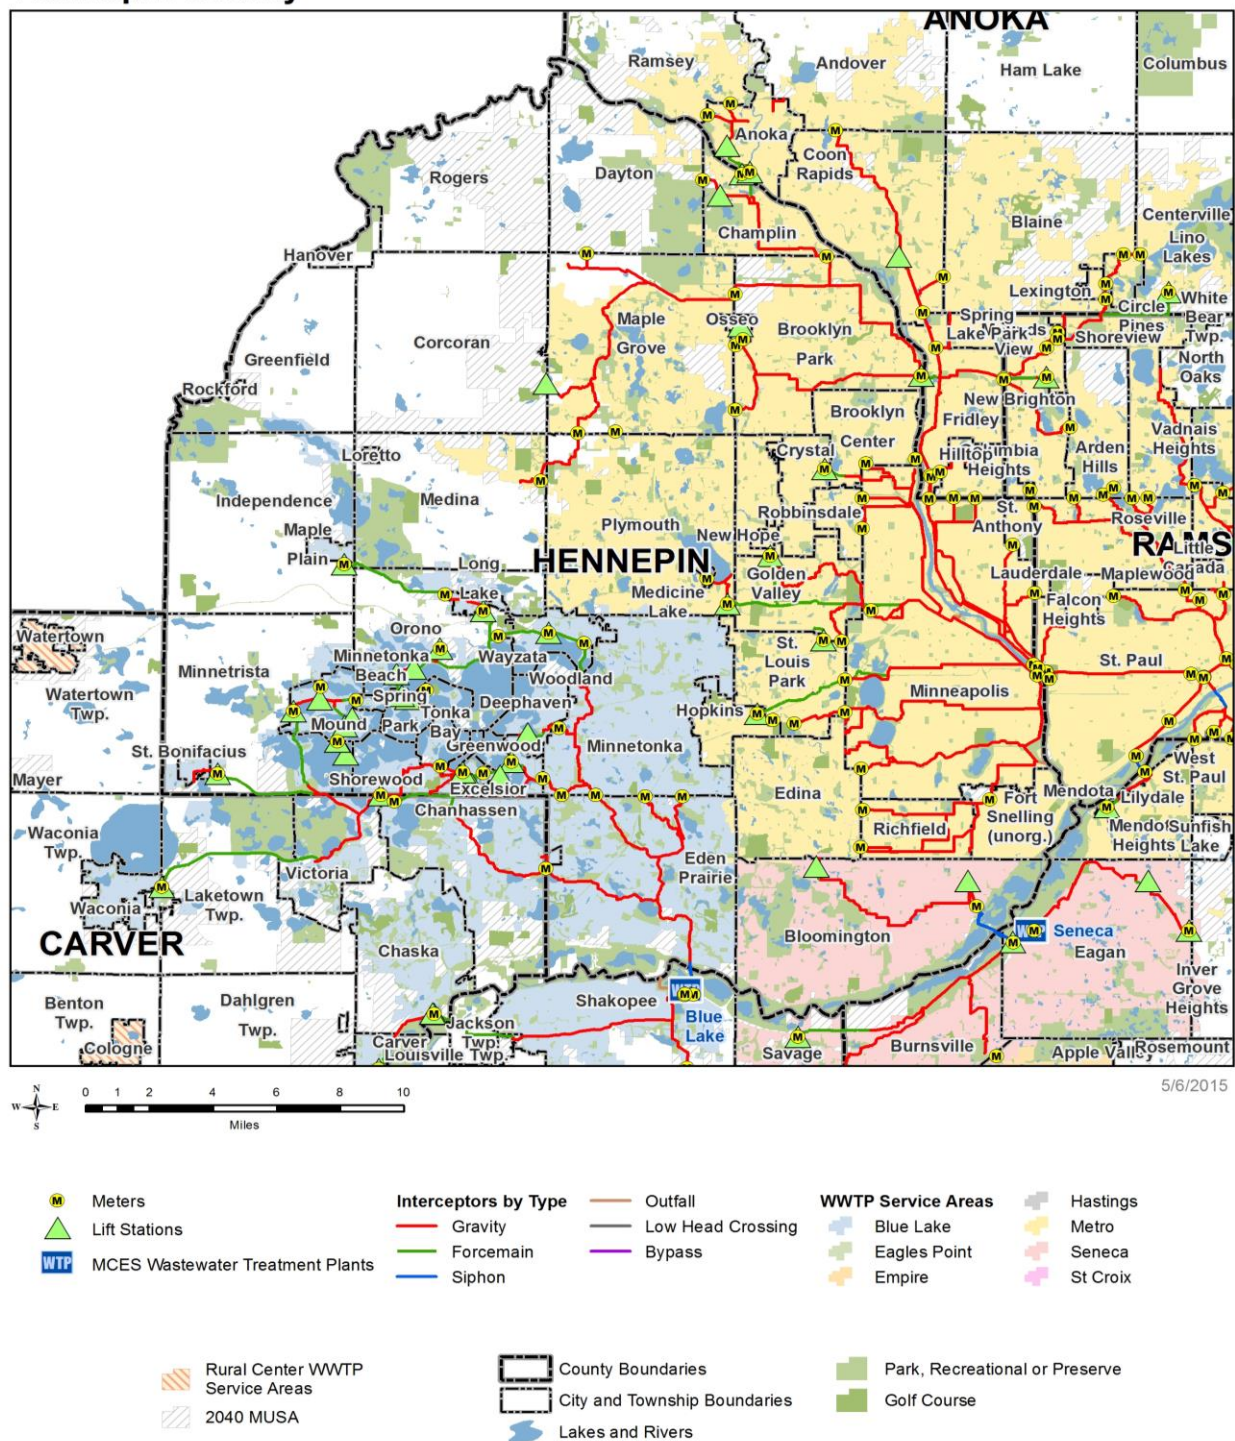 ANOKA
Ramsey
Andover
Ham Lake
Columbus
Anoka
Coon
Rapids
Rogers
Dayton
Blaine
Centerville
Lino
Lakes
Champlin
Hanover
Lexington
Circle
Pines
White
Bear
Twp.
Spring
Lake Park
View
Shoreview
North
Oaks
Maple
Grove
Osseo
Brooklyn
Park
Corcoran
Greenfield
Rockford
New Brighton
Fridley
Brooklyn
Center
Crystal
Hilltop
Heights
Arden
Hills
Vadnais
Heights
Loretto
Independence
Medina
Maple
Plain
Plymouth
New Hope
Robbinsdale
St.
Anthony
Roseville
HENNEPIN
RAMS
Little
Canada
Long
Lake
Medicine
Lake
Golden
Valley
Lauderdale
Maplewood
Falcon
Heights
Watertown
Orono
Minnetrista
Minnetonka
Beach
Wayzata
Woodland
St.
Louis
Park
St. Paul
Watertown
Twp.
Spring
Park
Mound
Tonka
Bay
Deephaven
Hopkins
Minneapolis
Greenwood
Minnetonka
St. Bonifacius
Mayer
Shorewood
Excelsior
Chanhassen
Edina
West
St. Paul
Fort
Snelling
(unorg.)
Mendota
Lilydale
Waconia
Twp.
Richfield
Mendota
Heights
Sunfish
Lake
Eden
Prairie
Victoria
Laketown
Twp.
Waconia
CARVER
Chaska
Bloomington
WTP
Seneca
Eagan
Inver
Grove
Heights
Benton
Twp.
Dahlgren
Twp.
Cologne
Shakopee
WTP
Blue
Lake
Jackson
Twp.
Carver
Louisville Twp.
Savage
Burnsville
Apple Valley
Rosemount
5/6/2015
N
W E
S
0 1 2 4 6 8 10
Miles
M Meters
Lift Stations
WTP MCES Wastewater Treatment Plants
Interceptors by Type
Gravity
Forcemain
Siphon
Outfall
Low Head Crossing
Bypass
WWTP Service Areas
Blue Lake
Eagles Point
Empire
Hastings
Metro
Seneca
St Croix
Rural Center WWTP
Service Areas
2040 MUSA
County Boundaries
City and Township Boundaries
Lakes and Rivers
Park, Recreational or Preserve
Golf Course